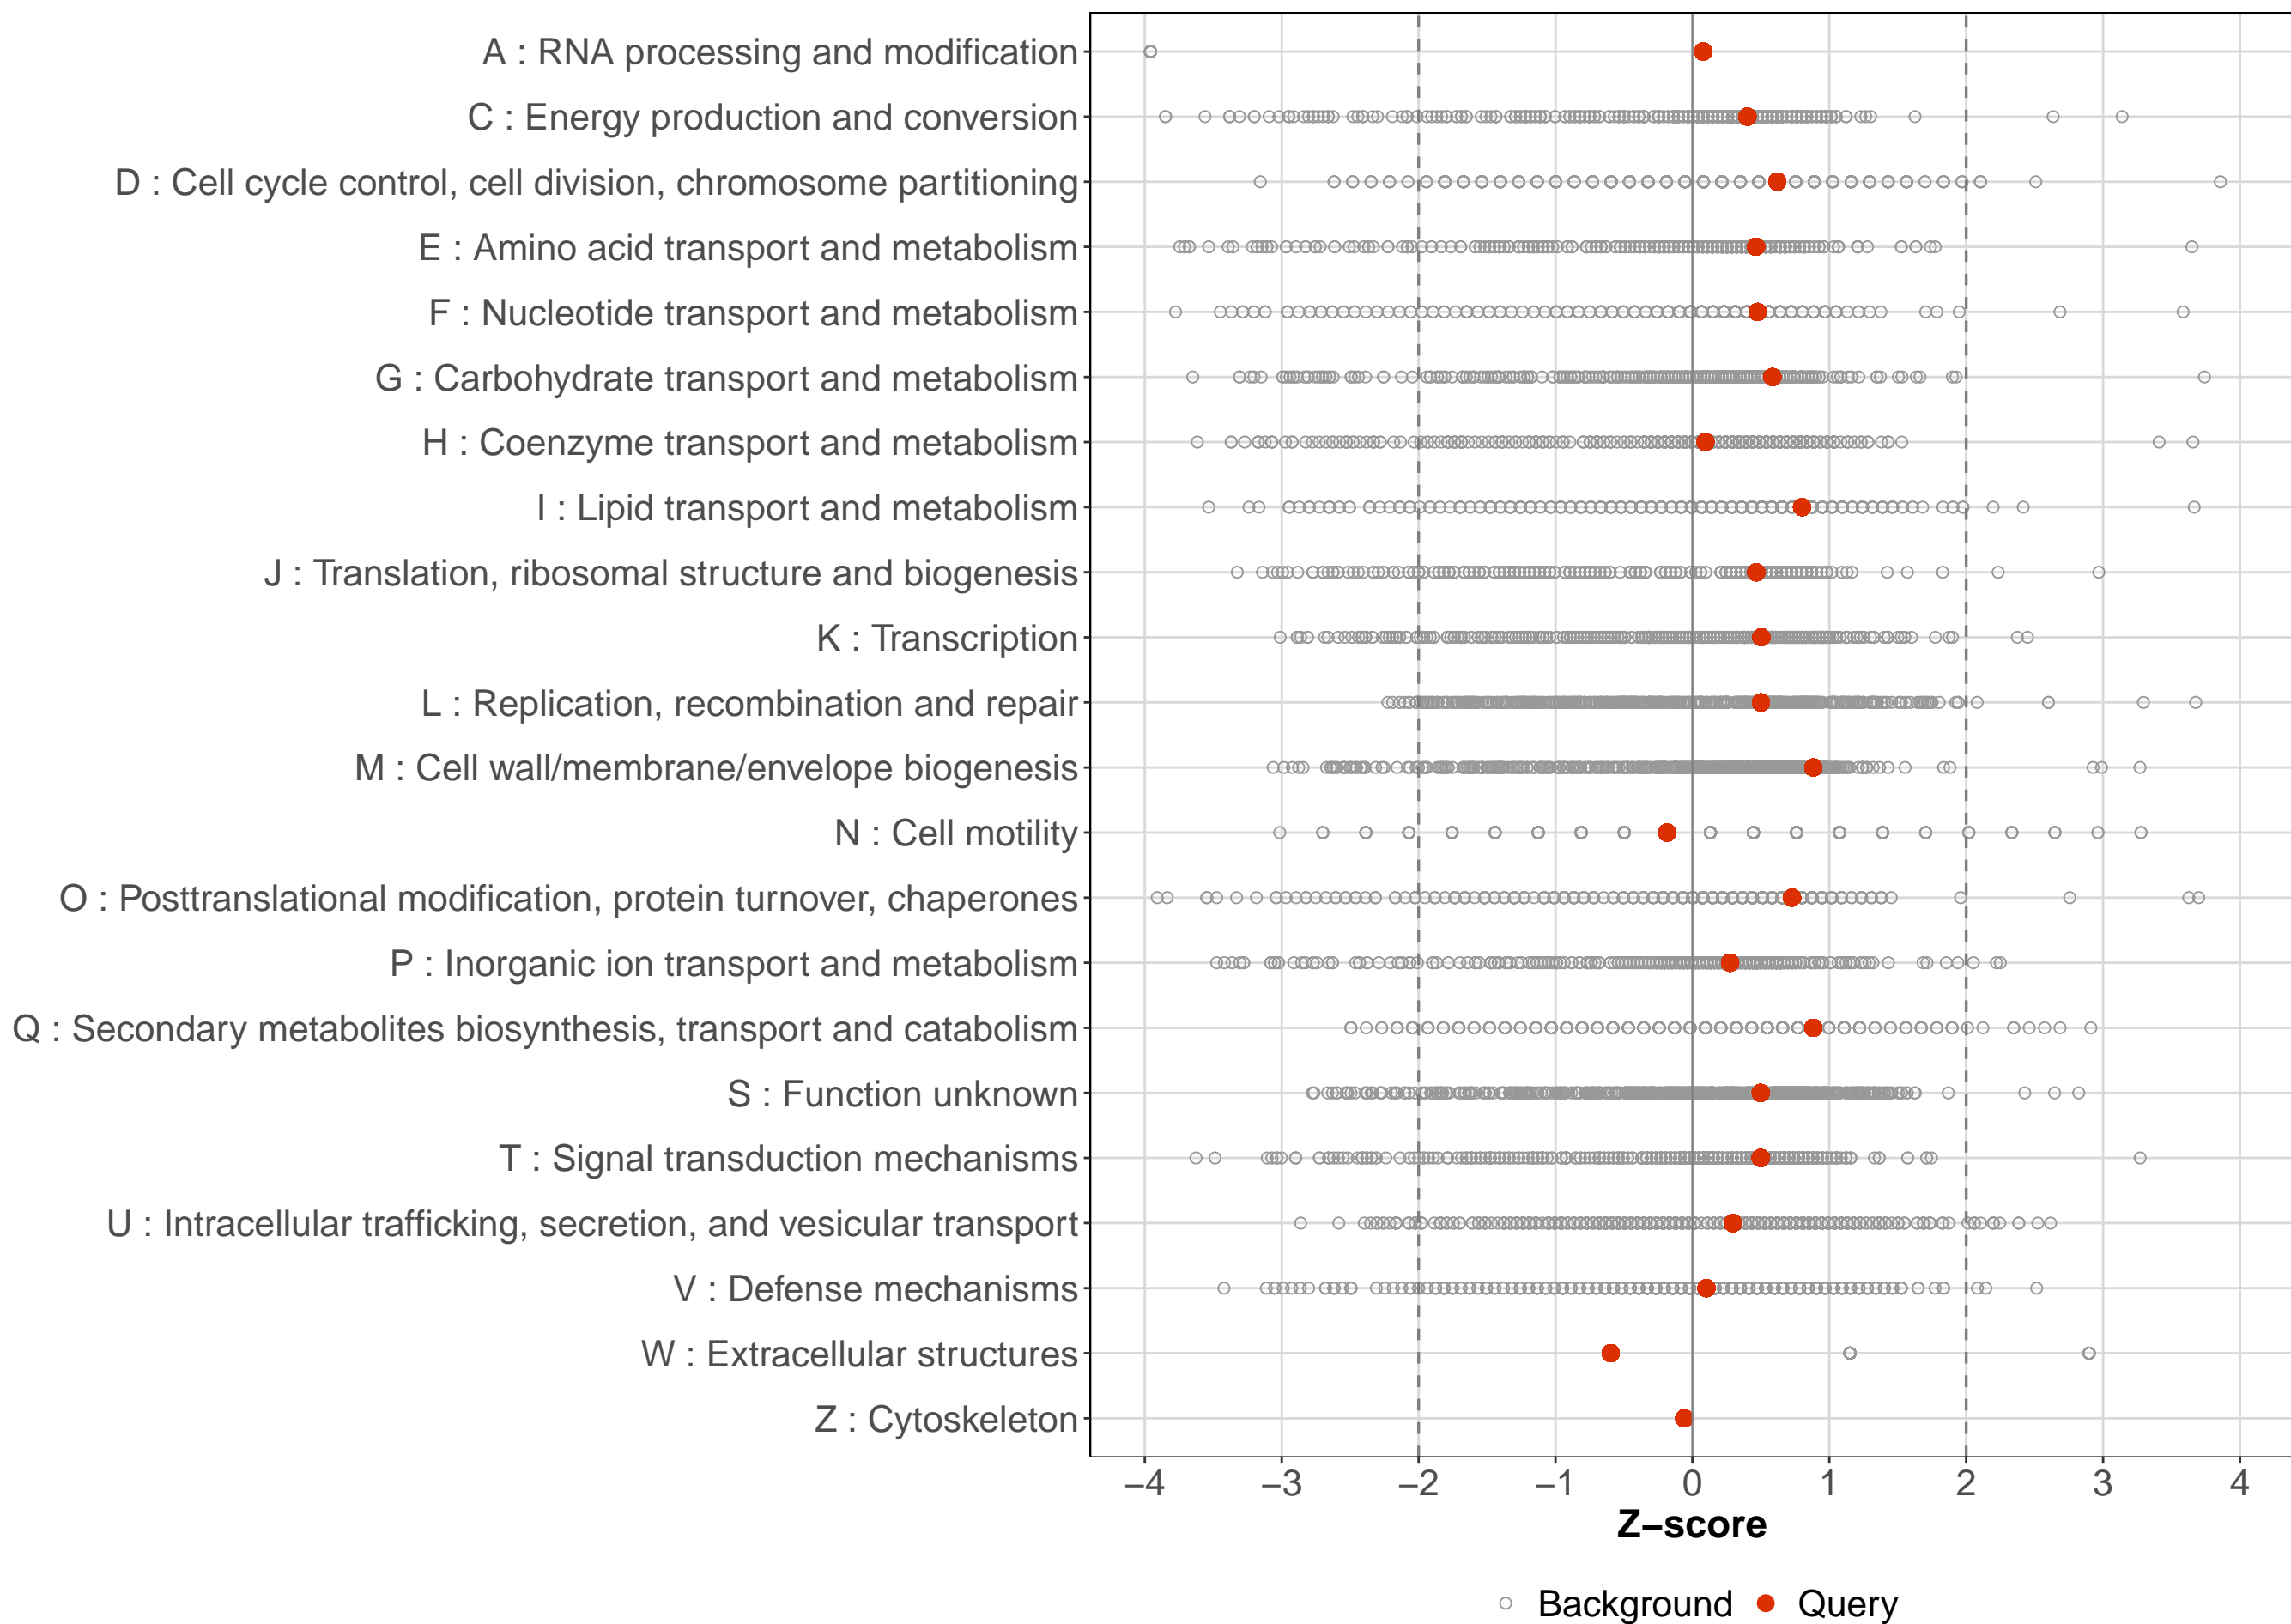 A : RNA processing and modification
C : Energy production and conversion
D : Cell cycle control, cell division, chromosome partitioning
E : Amino acid transport and metabolism
F : Nucleotide transport and metabolism
G : Carbohydrate transport and metabolism
H : Coenzyme transport and metabolism
I : Lipid transport and metabolism
J : Translation, ribosomal structure and biogenesis
K : Transcription
L : Replication, recombination and repair
M : Cell wall/membrane/envelope biogenesis
N : Cell motility
O : Posttranslational modification, protein turnover, chaperones
P : Inorganic ion transport and metabolism
Q : Secondary metabolites biosynthesis, transport and catabolism
S : Function unknown
T : Signal transduction mechanisms
U : Intracellular trafficking, secretion, and vesicular transport
V : Defense mechanisms
W : Extracellular structures
Z : Cytoskeleton
−4 −3 −2 −1 0 1 2 3 4
Z−score
Background Query